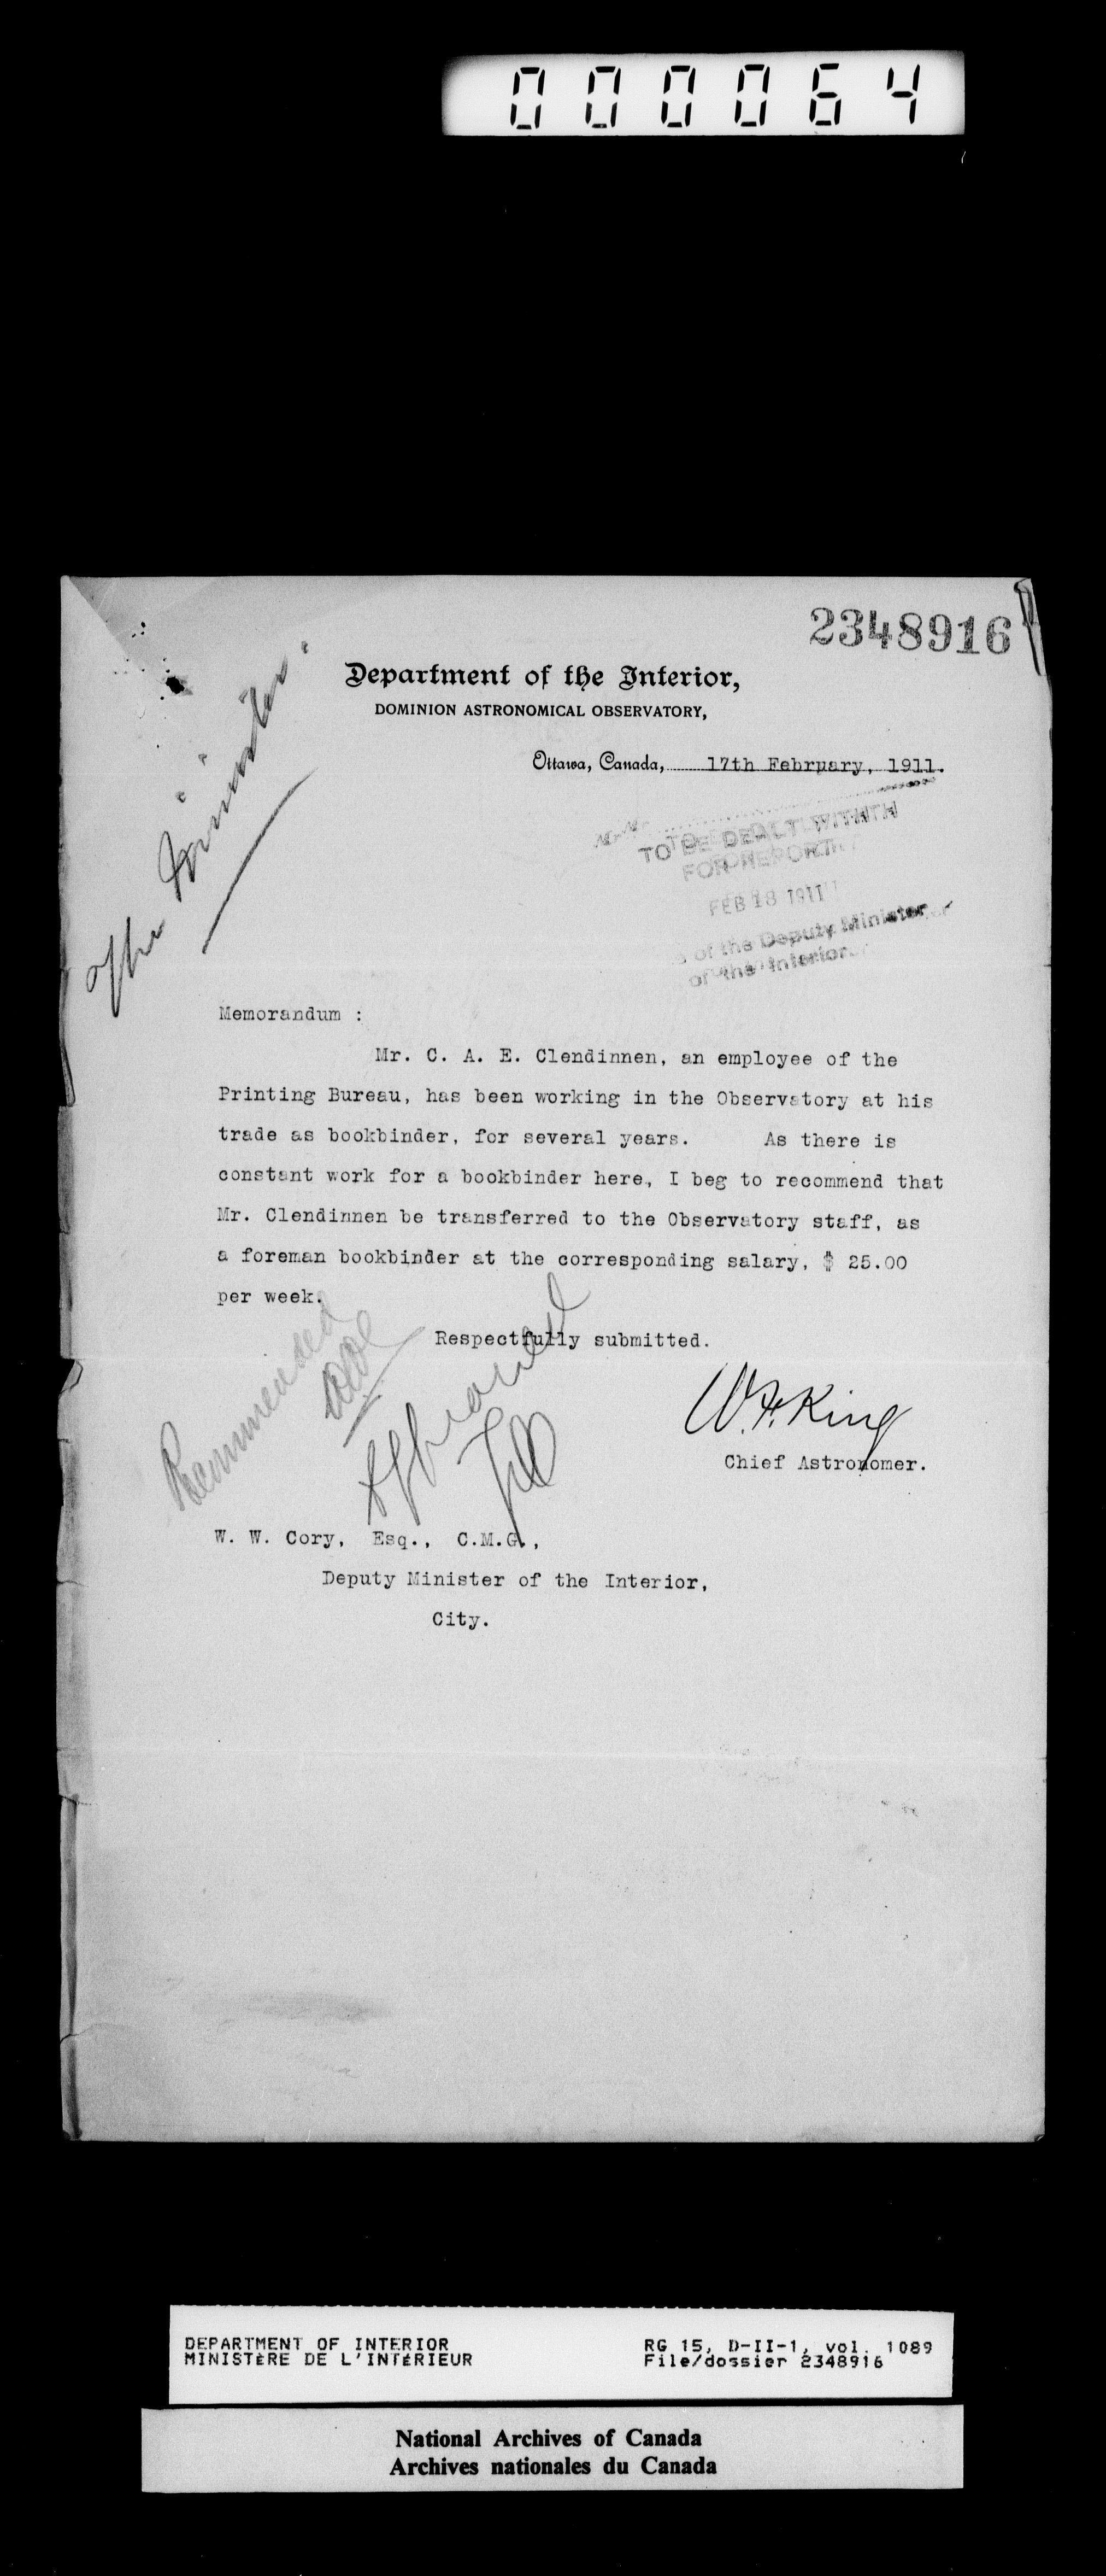 000064
2348916
Department of the Interior,
DOMINION ASTRONOMICAL OBSERVATORY,
Ottawa, Canada, 17th February, 1911.
TO BE DEALT WITH
FOR REPORT
FEB 18 1911
of the Deputy Minister
of the Interior
Minister.
Memorandum :
Mr. C. A. E. Clendinnen, an employee of the
Printing Bureau, has been working in the Observatory at his
trade as bookbinder, for several years. As there is
constant work for a bookbinder here, I beg to recommend that
Mr. Clendinnen be transferred to the Observatory staff, as
a foreman bookbinder at the corresponding salary, $ 25.00
per week.
Respectfully submitted.
Recommended
Approved
W.F. King
Chief Astronomer.
W. W. Cory, Esq., C.M.G.,
Deputy Minister of the Interior,
City.
DEPARTMENT OF INTERIOR
MINISTÈRE DE L'INTÉRIEUR
RG 15, D-II-1, vol. 1089
File/dossier 2348916
National Archives of Canada
Archives nationales du Canada